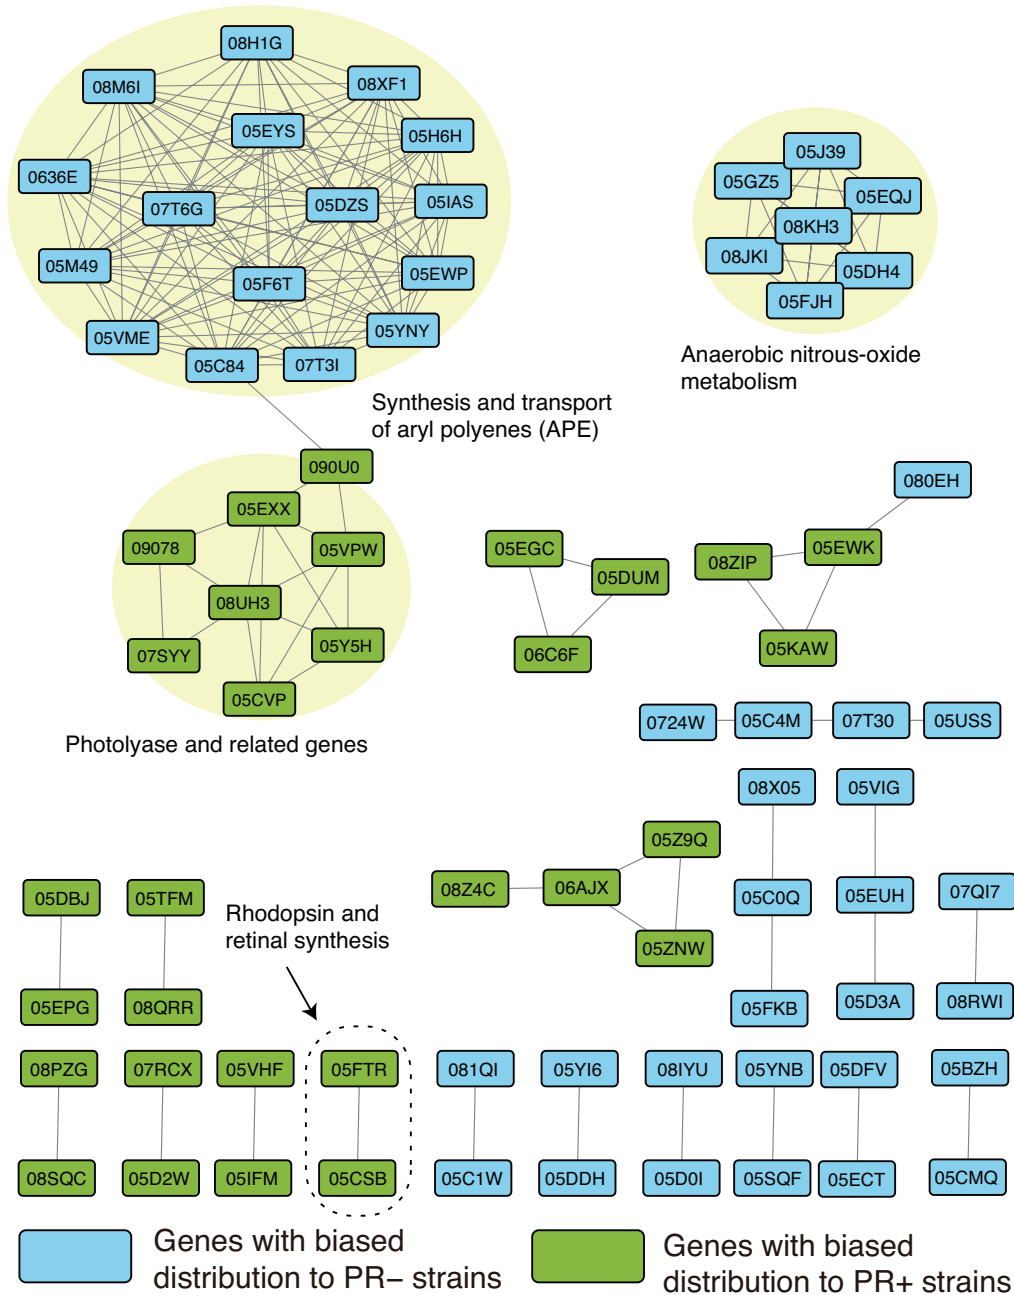 08H1G
08M6I
08XF1
05EYS
05H6H
0636E
07T6G
05DZS
05IAS
05M49
05F6T
05EWP
05VME
05YNY
05C84
07T3I
Synthesis and transport
of aryl polyenes (APE)
05J39
05GZ5
05EQJ
08KH3
08JKI
05DH4
05FJH
Anaerobic nitrous-oxide
metabolism
090U0
05EXX
09078
05VPW
08UH3
07SYY
05Y5H
05CVP
Photolyase and related genes
05EGC
05DUM
06C6F
080EH
08ZIP
05EWK
05KAW
0724W
05C4M
07T30
05USS
08X05
05VIG
05C0Q
05EUH
07QI7
05FKB
05D3A
08RWI
05Z9Q
08Z4C
06AJX
05ZNW
05DBJ
05TFM
05EPG
08QRR
Rhodopsin and
retinal synthesis
08PZG
07RCX
05VHF
05FTR
081QI
05YI6
08IYU
05YNB
05DFV
05BZH
08SQC
05D2W
05IFM
05CSB
05C1W
05DDH
05D0I
05SQF
05ECT
05CMQ
Genes with biased
distribution to PR− strains
Genes with biased
distribution to PR+ strains